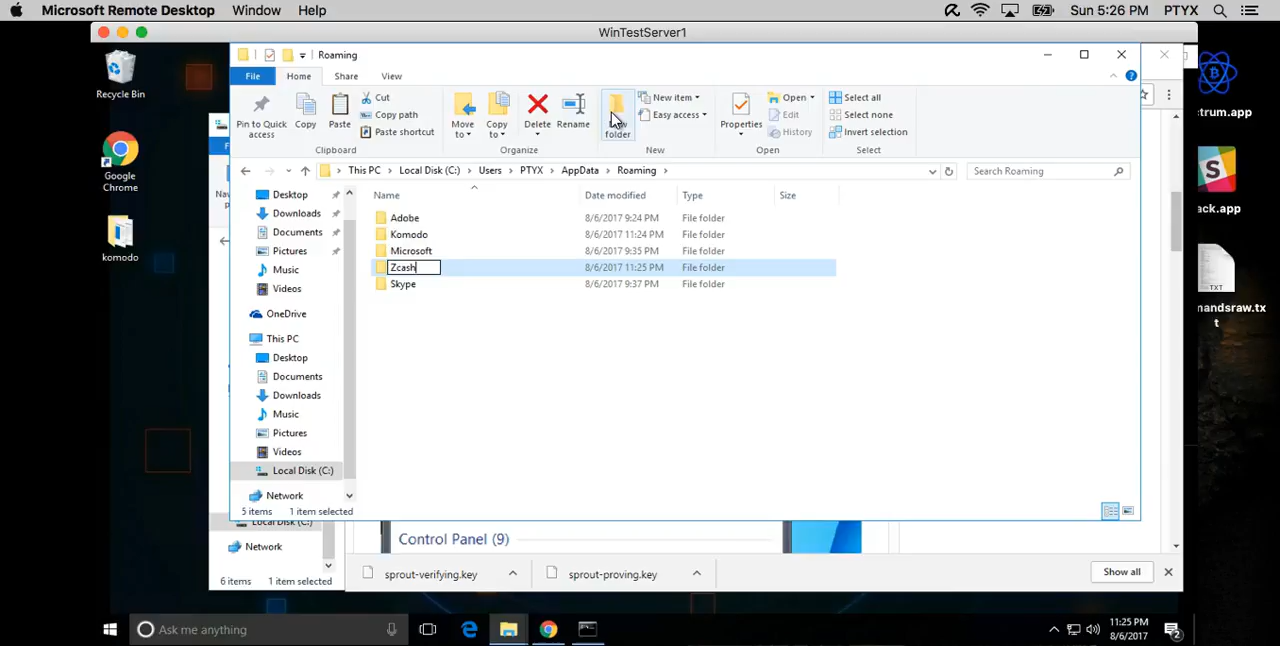 Microsoft Remote Desktop Window Help Sun 5:26 PM PTYX
WinTestServer1
Roaming
File Home Share View
Pin to Quick access
Copy
Paste
Cut
Copy path
Paste shortcut
Move to
Copy to
Delete
Rename
folder
New item
Easy access
Properties
Open
Edit
History
Select all
Select none
Invert selection
Clipboard Organize New Open Select
This PC Local Disk (C:) Users PTYX AppData Roaming
Search Roaming
Name Date modified Type Size
Adobe 8/6/2017 9:24 PM File folder
Komodo 8/6/2017 11:24 PM File folder
Microsoft 8/6/2017 9:35 PM File folder
Zcash 8/6/2017 11:25 PM File folder
Skype 8/6/2017 9:37 PM File folder
Desktop
Downloads
Documents
Pictures
Music
Videos
OneDrive
This PC
Desktop
Documents
Downloads
Music
Pictures
Videos
Local Disk (C:)
Network
5 items 1 item selected
Recycle Bin
Google Chrome
komodo
trum.app
ack.app
TXT
mandsraw.tx
t
Local Disk (C:)
Network
6 items 1 item selected
Control Panel (9)
sprout-verifying.key
sprout-proving.key
Show all
Ask me anything
11:25 PM
8/6/2017
2